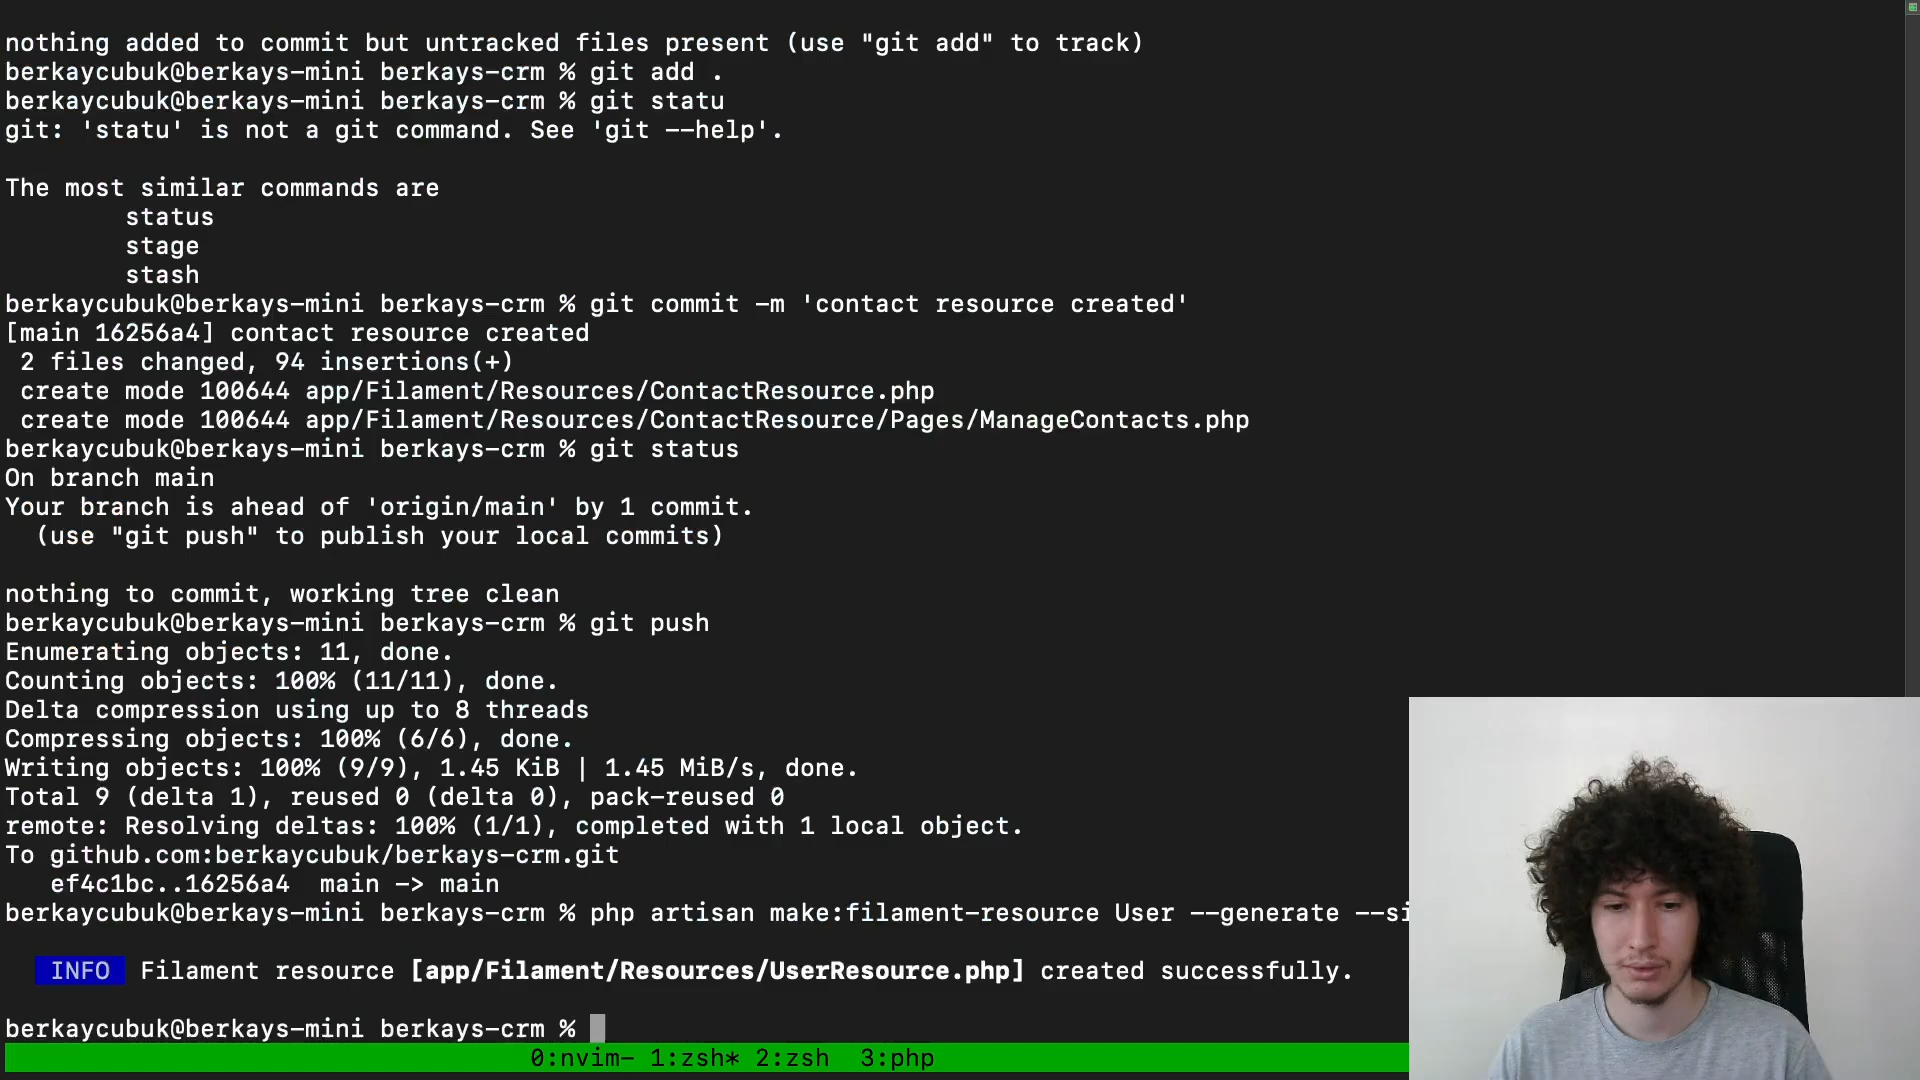 nothing added to commit but untracked files present (use "git add" to track)
berkaycubuk@berkays-mini berkays-crm % git add .
berkaycubuk@berkays-mini berkays-crm % git statu
git: 'statu' is not a git command. See 'git --help'.
The most similar commands are
status
stage
stash
berkaycubuk@berkays-mini berkays-crm % git commit -m 'contact resource created'
[main 16256a4] contact resource created
2 files changed, 94 insertions(+)
create mode 100644 app/Filament/Resources/ContactResource.php
create mode 100644 app/Filament/Resources/ContactResource/Pages/ManageContacts.php
berkaycubuk@berkays-mini berkays-crm % git status
On branch main
Your branch is ahead of 'origin/main' by 1 commit.
(use "git push" to publish your local commits)
nothing to commit, working tree clean
berkaycubuk@berkays-mini berkays-crm % git push
Enumerating objects: 11, done.
Counting objects: 100% (11/11), done.
Delta compression using up to 8 threads
Compressing objects: 100% (6/6), done.
Writing objects: 100% (9/9), 1.45 KiB | 1.45 MiB/s, done.
Total 9 (delta 1), reused 0 (delta 0), pack-reused 0
remote: Resolving deltas: 100% (1/1), completed with 1 local object.
To github.com:berkaycubuk/berkays-crm.git
ef4c1bc..16256a4  main -> main
berkaycubuk@berkays-mini berkays-crm % php artisan make:filament-resource User --generate --si
INFO  Filament resource [app/Filament/Resources/UserResource.php] created successfully.
berkaycubuk@berkays-mini berkays-crm %
0:nvim- 1:zsh* 2:zsh  3:php